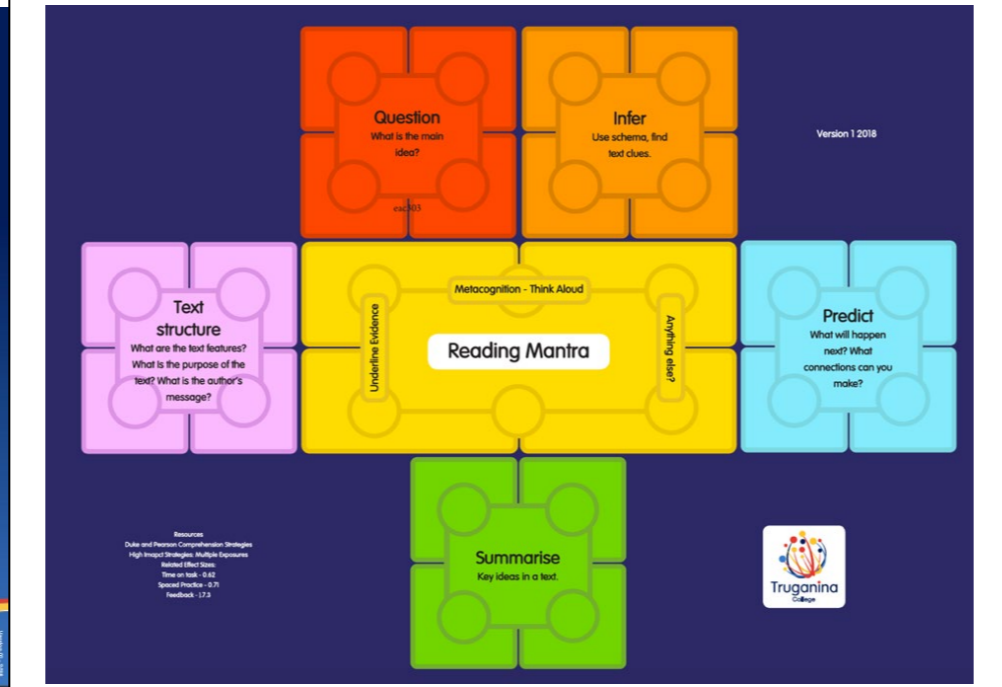 Question
What is the main
idea?
eac303
Infer
Use schema, find
text clues.
Version 1 2018
Text
structure
What are the text features?
What is the purpose of the
text? What is the author's
message?
Metacognition - Think Aloud
Underline Evidence
Reading Mantra
Anything else?
Predict
What will happen
next? What
connections can you
make?
Summarise
Key ideas in a text.
Resources
Duke and Pearson Comprehension Strategies
High Imapct Strategies: Multiple Exposures
Related Effect Sizes:
Time on task - 0.62
Spaced Practice - 0.71
Feedback - 1.7.3
Truganina
College